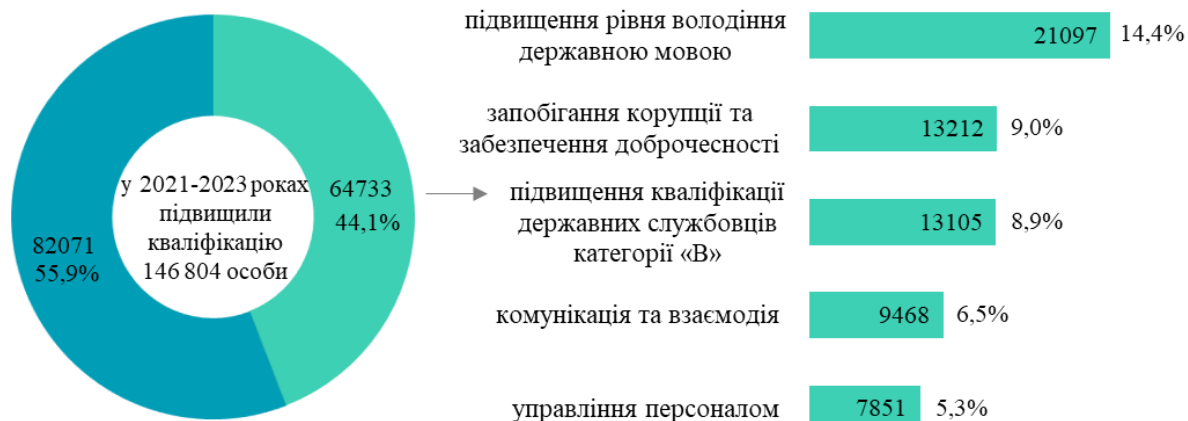 у 2021-2023 роках
підвищили
кваліфікацію
146 804 особи
82071
55,9%
64733
44,1%
підвищення рівня володіння
державною мовою
21097 14,4%
запобігання корупції та
забезпечення доброчесності
13212 9,0%
підвищення кваліфікації
державних службовців
категорії «В»
13105 8,9%
комунікація та взаємодія
9468 6,5%
управління персоналом
7851 5,3%